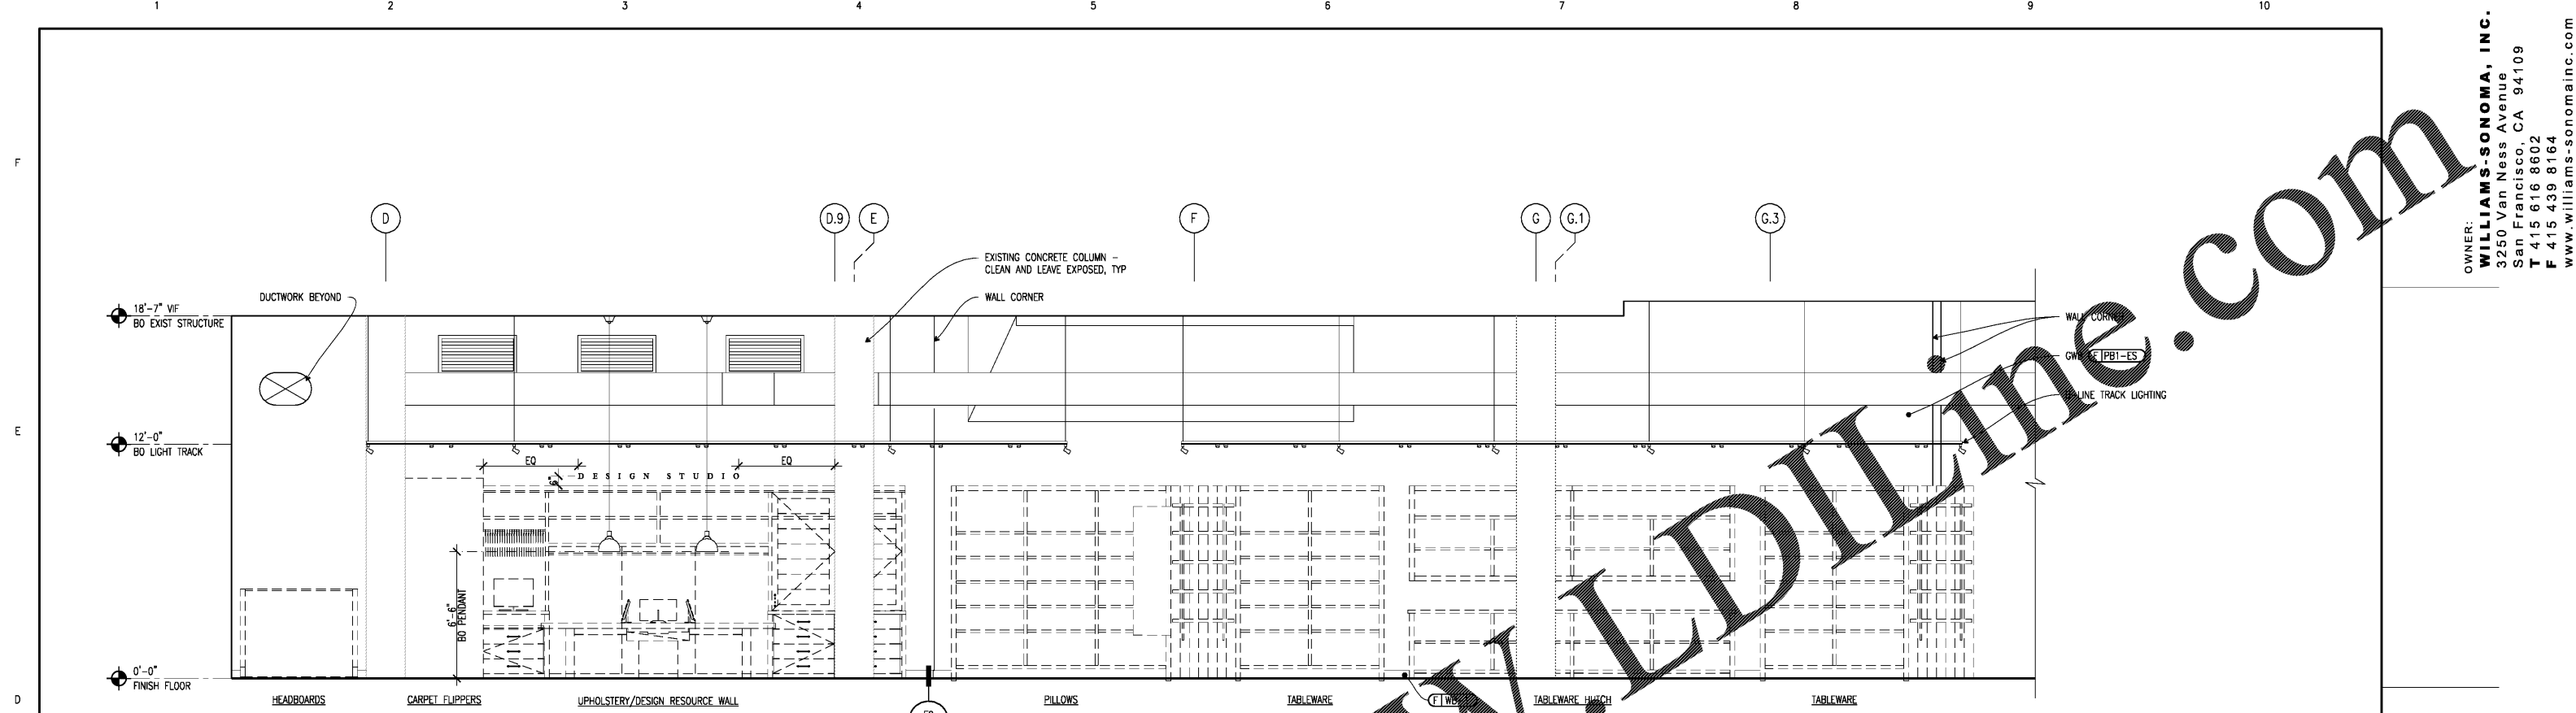 1 2 3 4 5 6 7 8 9 10
F
E
D
OWNER:
WILLIAMS-SONOMA, INC.
3250 Van Ness Avenue
San Francisco, CA 94109
T 415 616 8602
F 415 439 8164
www.williams-sonomainc.com
D D.9 E F G G.1 G.3
EXISTING CONCRETE COLUMN -
CLEAN AND LEAVE EXPOSED, TYP
DUCTWORK BEYOND
WALL CORNER
18'-7" VIF
BO EXIST STRUCTURE
WALL CORNER
PB1-ES
LINE TRACK LIGHTING
12'-0"
BO LIGHT TRACK
EQ EQ
6"
DESIGN STUDIO
6'-6"
BO PENDANT
0'-0"
FINISH FLOOR
HEADBOARDS
CARPET FLIPPERS
UPHOLSTERY/DESIGN RESOURCE WALL
PILLOWS
TABLEWARE
F
TABLEWARE HUTCH
TABLEWARE
.LDILine.com